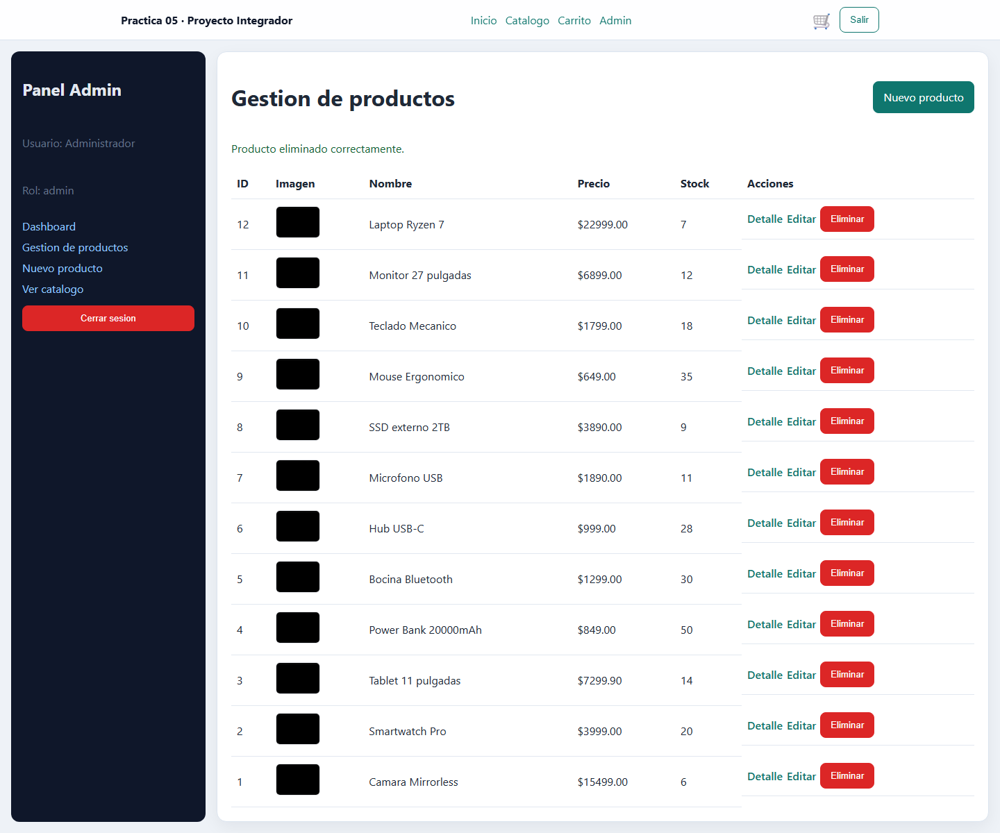 Practica 05 · Proyecto Integrador
Inicio Catalogo Carrito Admin
Salir
Panel Admin
Usuario: Administrador
Rol: admin
Dashboard
Gestion de productos
Nuevo producto
Ver catalogo
Cerrar sesion
Gestion de productos
Nuevo producto
Producto eliminado correctamente.
ID Imagen Nombre Precio Stock Acciones
12 Laptop Ryzen 7 $22999.00 7 Detalle Editar Eliminar
11 Monitor 27 pulgadas $6899.00 12 Detalle Editar Eliminar
10 Teclado Mecanico $1799.00 18 Detalle Editar Eliminar
9 Mouse Ergonomico $649.00 35 Detalle Editar Eliminar
8 SSD externo 2TB $3890.00 9 Detalle Editar Eliminar
7 Microfono USB $1890.00 11 Detalle Editar Eliminar
6 Hub USB-C $999.00 28 Detalle Editar Eliminar
5 Bocina Bluetooth $1299.00 30 Detalle Editar Eliminar
4 Power Bank 20000mAh $849.00 50 Detalle Editar Eliminar
3 Tablet 11 pulgadas $7299.90 14 Detalle Editar Eliminar
2 Smartwatch Pro $3999.00 20 Detalle Editar Eliminar
1 Camara Mirrorless $15499.00 6 Detalle Editar Eliminar